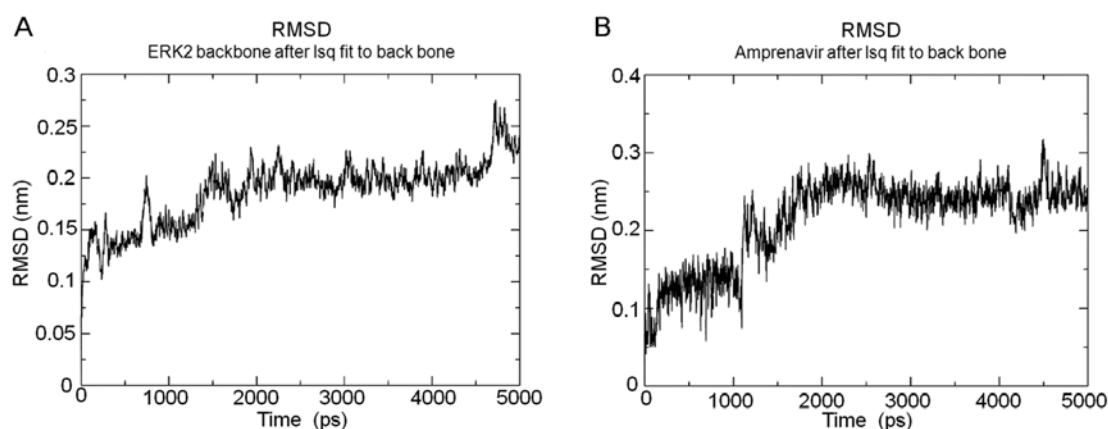 A
RMSD
ERK2 backbone after lsq fit to back bone
0.3
0.25
0.2
0.15
0.1
0.05
0
RMSD (nm)
0 1000 2000 3000 4000 5000
Time (ps)
B
RMSD
Amprenavir after lsq fit to back bone
0.4
0.3
0.2
0.1
0
RMSD (nm)
0 1000 2000 3000 4000 5000
Time (ps)